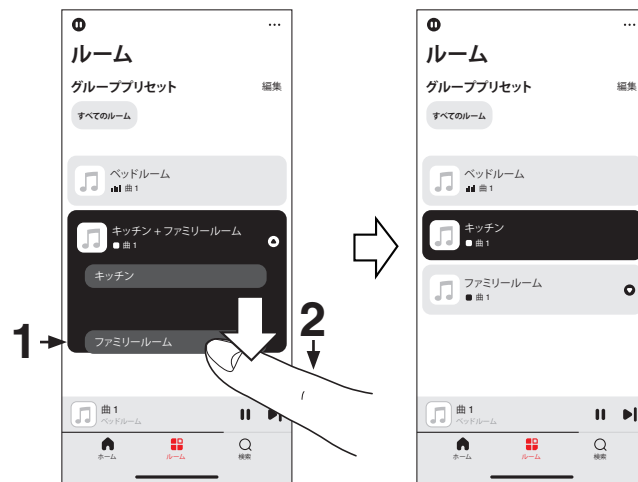 ルーム
グループプリセット 編集
すべてのルーム
ベッドルーム
曲 1
キッチン + ファミリールーム
曲 1
キッチン
ファミリールーム
1
2
曲 1
ベッドルーム
ホーム ルーム 検索
ルーム
グループプリセット 編集
すべてのルーム
ベッドルーム
曲 1
キッチン
曲 1
ファミリールーム
曲 1
曲 1
ベッドルーム
ホーム ルーム 検索